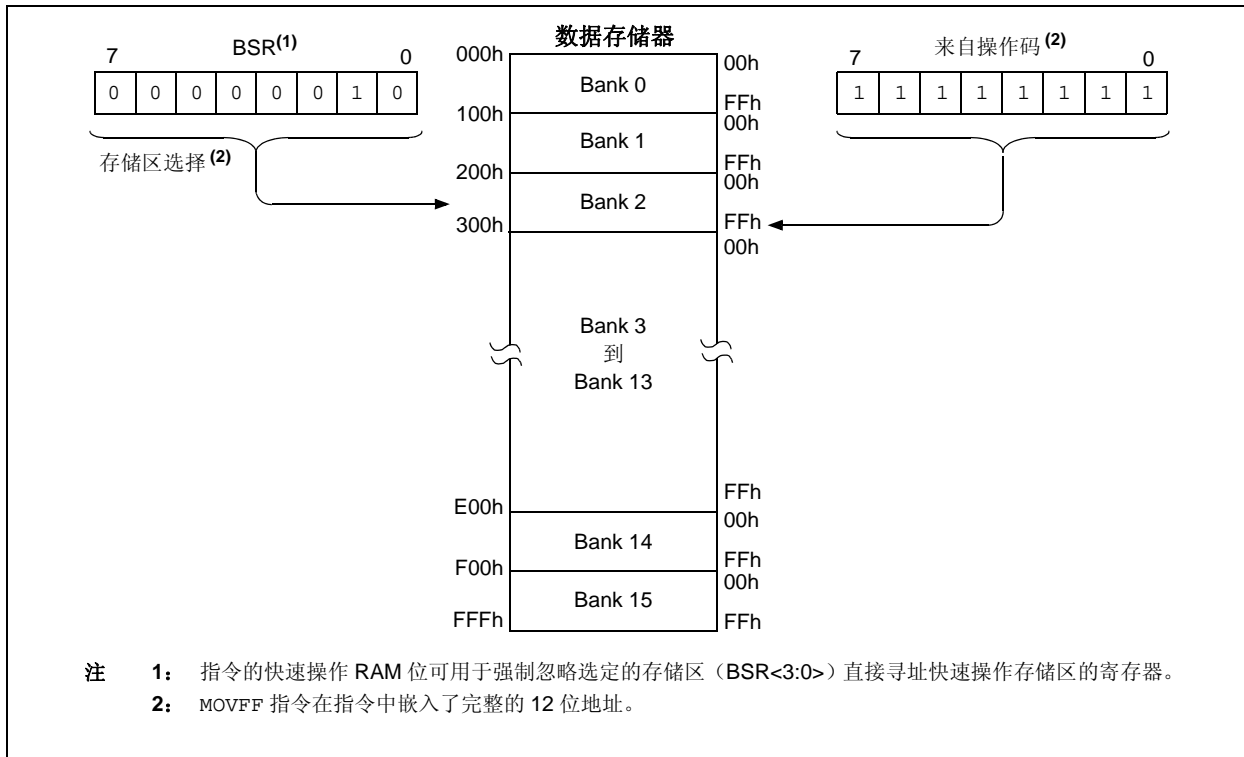 数据存储器
7 BSR(1) 0
0 0 0 0 0 0 1 0
存储区选择(2)
来自操作码(2)
7 0
1 1 1 1 1 1 1 1
000h
Bank 0
00h
FFh
100h
Bank 1
00h
FFh
200h
Bank 2
00h
FFh
300h
00h
Bank 3
到
Bank 13
FFh
E00h
Bank 14
00h
FFh
F00h
Bank 15
00h
FFFh
FFh
注 1: 指令的快速操作 RAM 位可用于强制忽略选定的存储区（BSR<3:0>）直接寻址快速操作存储区的寄存器。
2: MOVFF 指令在指令中嵌入了完整的 12 位地址。